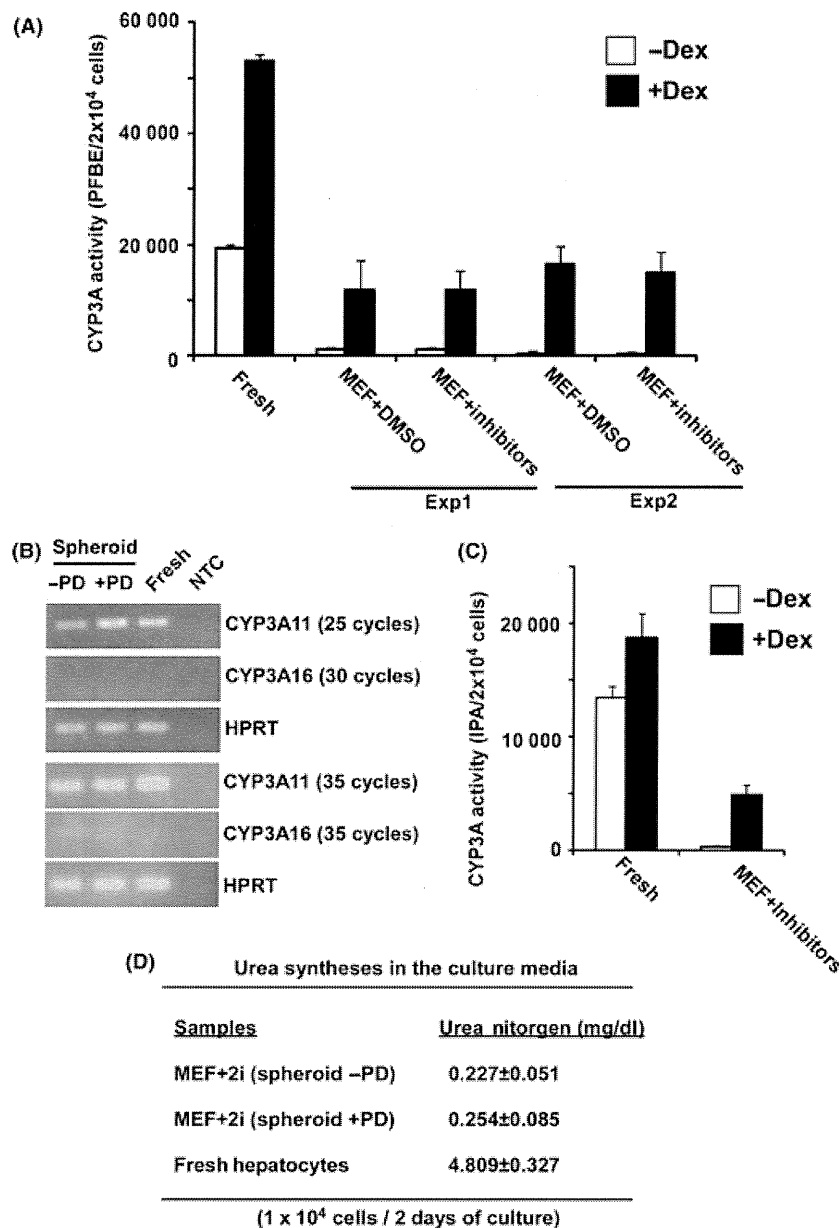 (A)
60 000
40 000
20 000
0
CYP3A activity (PFBE/2x10⁴ cells)
–Dex
+Dex
Fresh
MEF+DMSO
MEF+inhibitors
MEF+DMSO
MEF+inhibitors
Exp1
Exp2
(B)
Spheroid
–PD +PD Fresh NTC
CYP3A11 (25 cycles)
CYP3A16 (30 cycles)
HPRT
CYP3A11 (35 cycles)
CYP3A16 (35 cycles)
HPRT
(C)
20 000
10 000
0
CYP3A activity (IPA/2x10⁴ cells)
–Dex
+Dex
Fresh
MEF+Inhibitors
(D)
Urea syntheses in the culture media
Samples Urea nitorgen (mg/dl)
MEF+2i (spheroid –PD) 0.227±0.051
MEF+2i (spheroid +PD) 0.254±0.085
Fresh hepatocytes 4.809±0.327
(1 x 10⁴ cells / 2 days of culture)